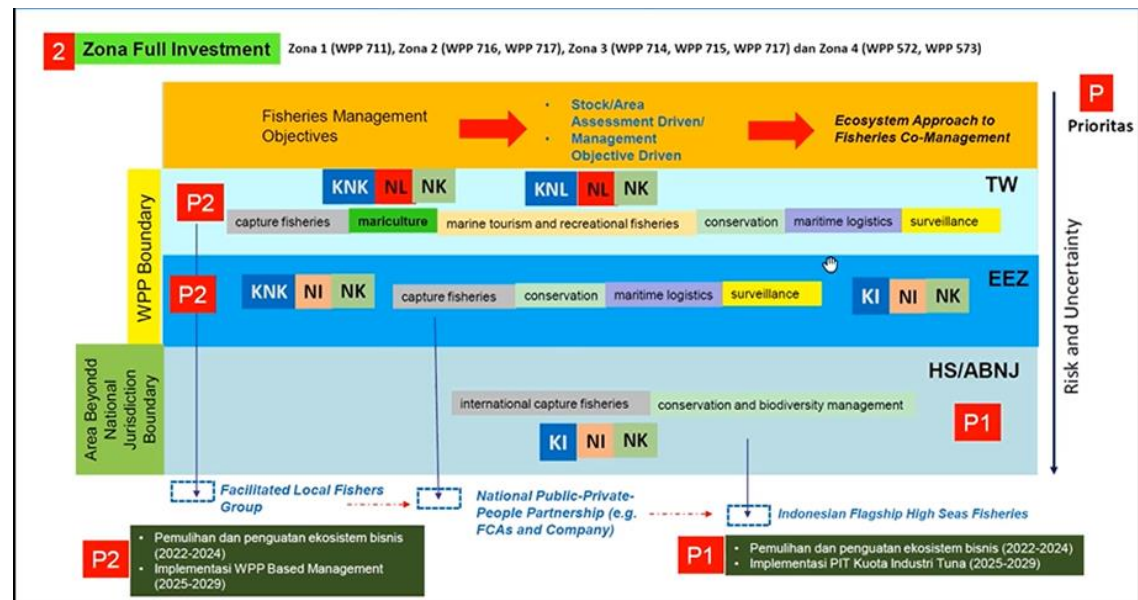 2 Zona Full Investment Zona 1 (WPP 711), Zona 2 (WPP 716, WPP 717), Zona 3 (WPP 714, WPP 715, WPP 717) dan Zona 4 (WPP 572, WPP 573)
P
Prioritas
Fisheries Management
Objectives
• Stock/Area
Assessment Driven/
• Management
Objective Driven
Ecosystem Approach to
Fisheries Co-Management
WPP Boundary
P2
KNK NL NK
KNL NL NK
TW
capture fisheries mariculture marine tourism and recreational fisheries conservation maritime logistics surveillance
P2
KNK NI NK
capture fisheries conservation maritime logistics surveillance
KI NI NK
EEZ
Risk and Uncertainty
Area Beyondd
National
Jurisdiction
Boundary
HS/ABNJ
international capture fisheries conservation and biodiversity management
KI NI NK
P1
Facilitated Local Fishers
Group
National Public-Private-
People Partnership (e.g.
FCAs and Company)
Indonesian Flagship High Seas Fisheries
P2
• Pemulihan dan penguatan ekosistem bisnis
(2022-2024)
• Implementasi WPP Based Management
(2025-2029)
P1
• Pemulihan dan penguatan ekosistem bisnis (2022-2024)
• Implementasi PIT Kuota Industri Tuna (2025-2029)